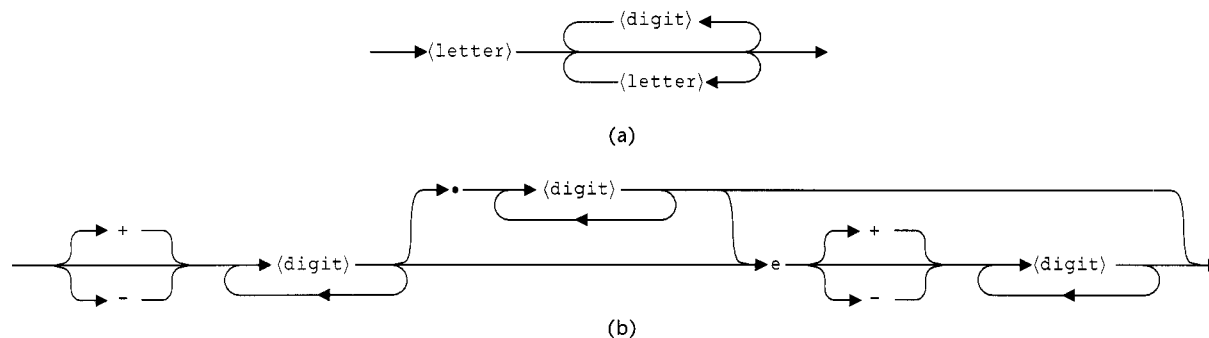 ⟨digit⟩
⟨letter⟩
⟨letter⟩
(a)
• ⟨digit⟩
+ +
⟨digit⟩ e ⟨digit⟩
- -
(b)